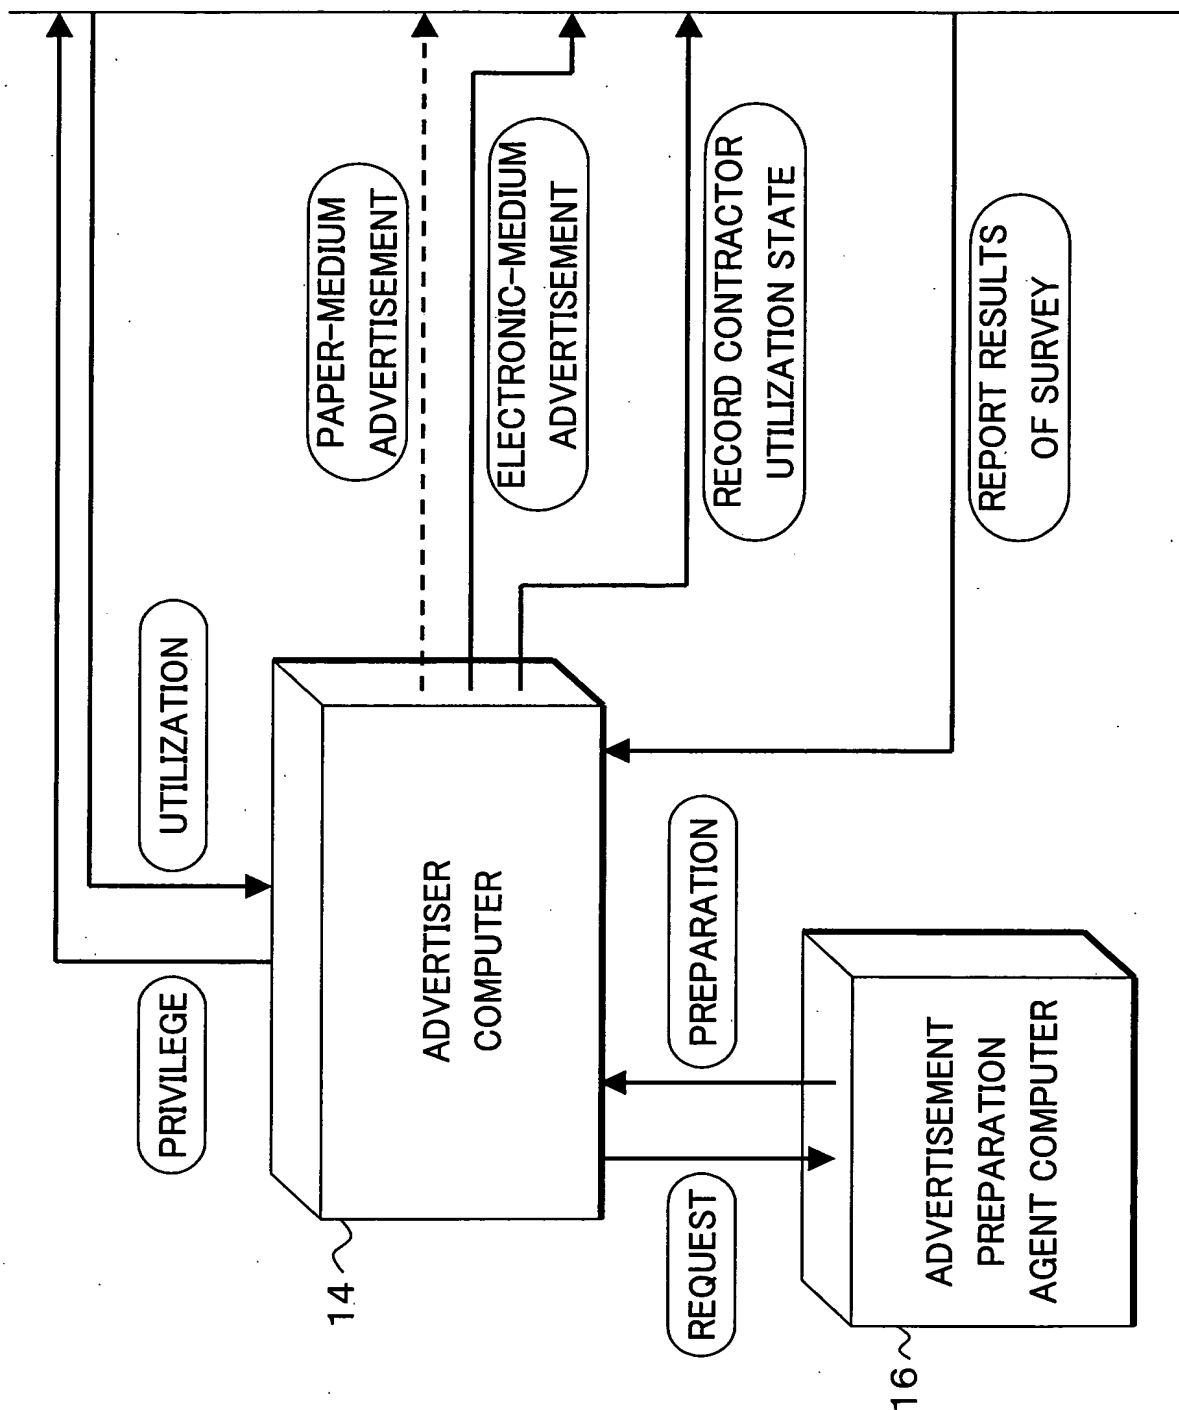 PRIVILEGE
UTILIZATION
14
ADVERTISER
COMPUTER
PAPER-MEDIUM
ADVERTISEMENT
ELECTRONIC-MEDIUM
ADVERTISEMENT
RECORD CONTRACTOR
UTILIZATION STATE
REQUEST
PREPARATION
REPORT RESULTS
OF SURVEY
16
ADVERTISEMENT
PREPARATION
AGENT COMPUTER